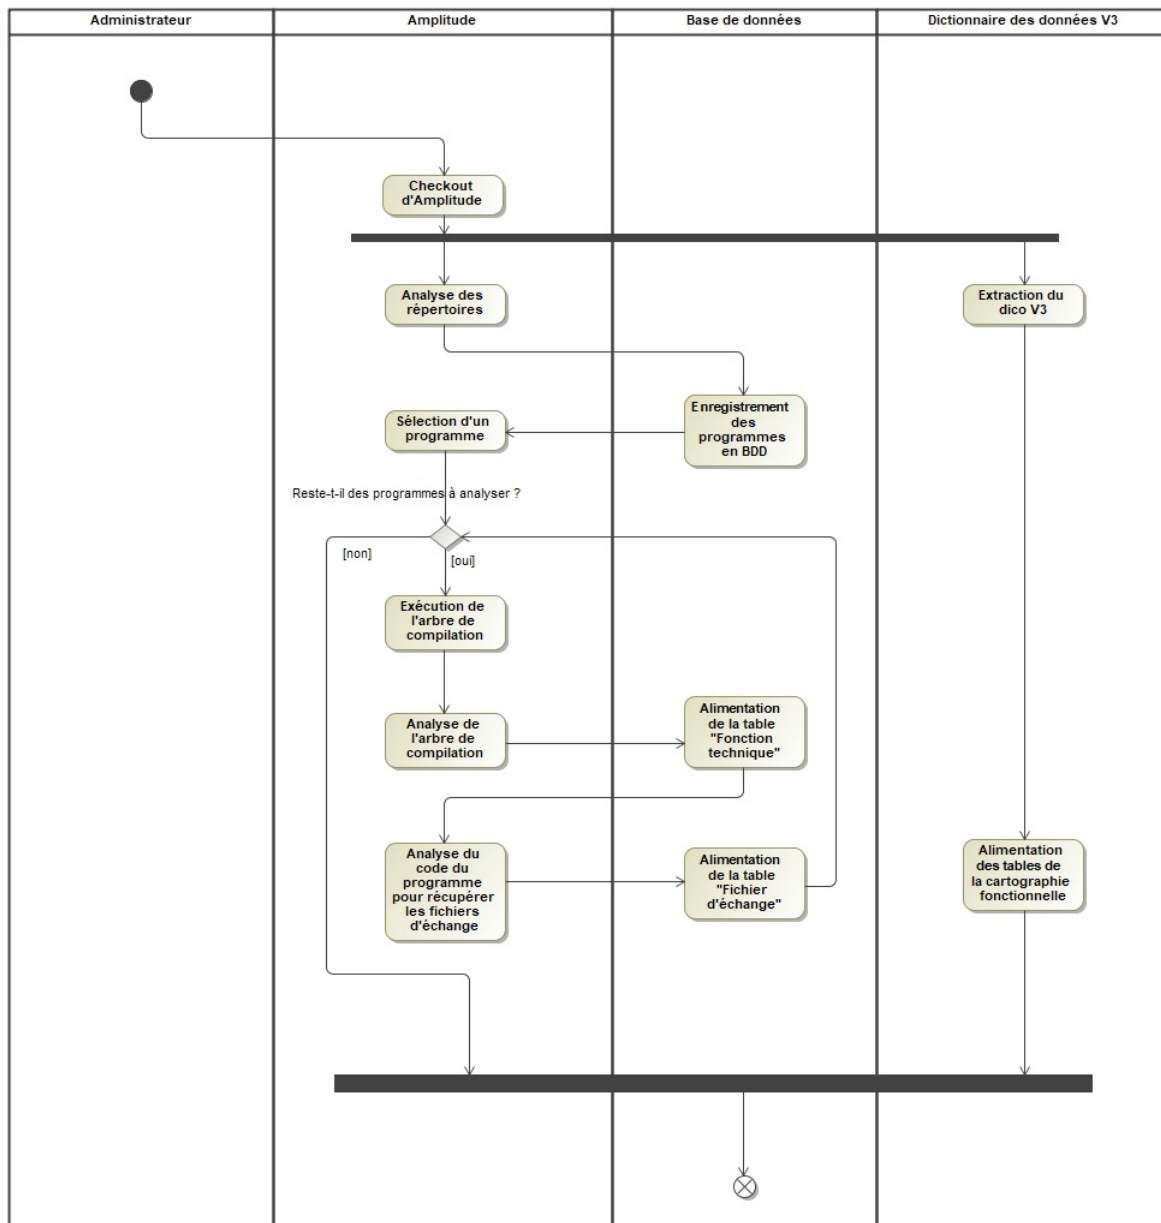 Administrateur
Amplitude
Base de données
Dictionnaire des données V3
Checkout
d'Amplitude
Analyse des
répertoires
Extraction du
dico V3
Enregistrement
des
programmes
en BDD
Sélection d'un
programme
Reste-t-il des programmes à analyser ?
[non]
[oui]
Exécution de
l'arbre de
compilation
Analyse de
l'arbre de
compilation
Alimentation
de la table
"Fonction
technique"
Analyse du
code du
programme
pour récupérer
les fichiers
d'échange
Alimentation
de la table
"Fichier
d'échange"
Alimentation
des tables de
la cartographie
fonctionnelle